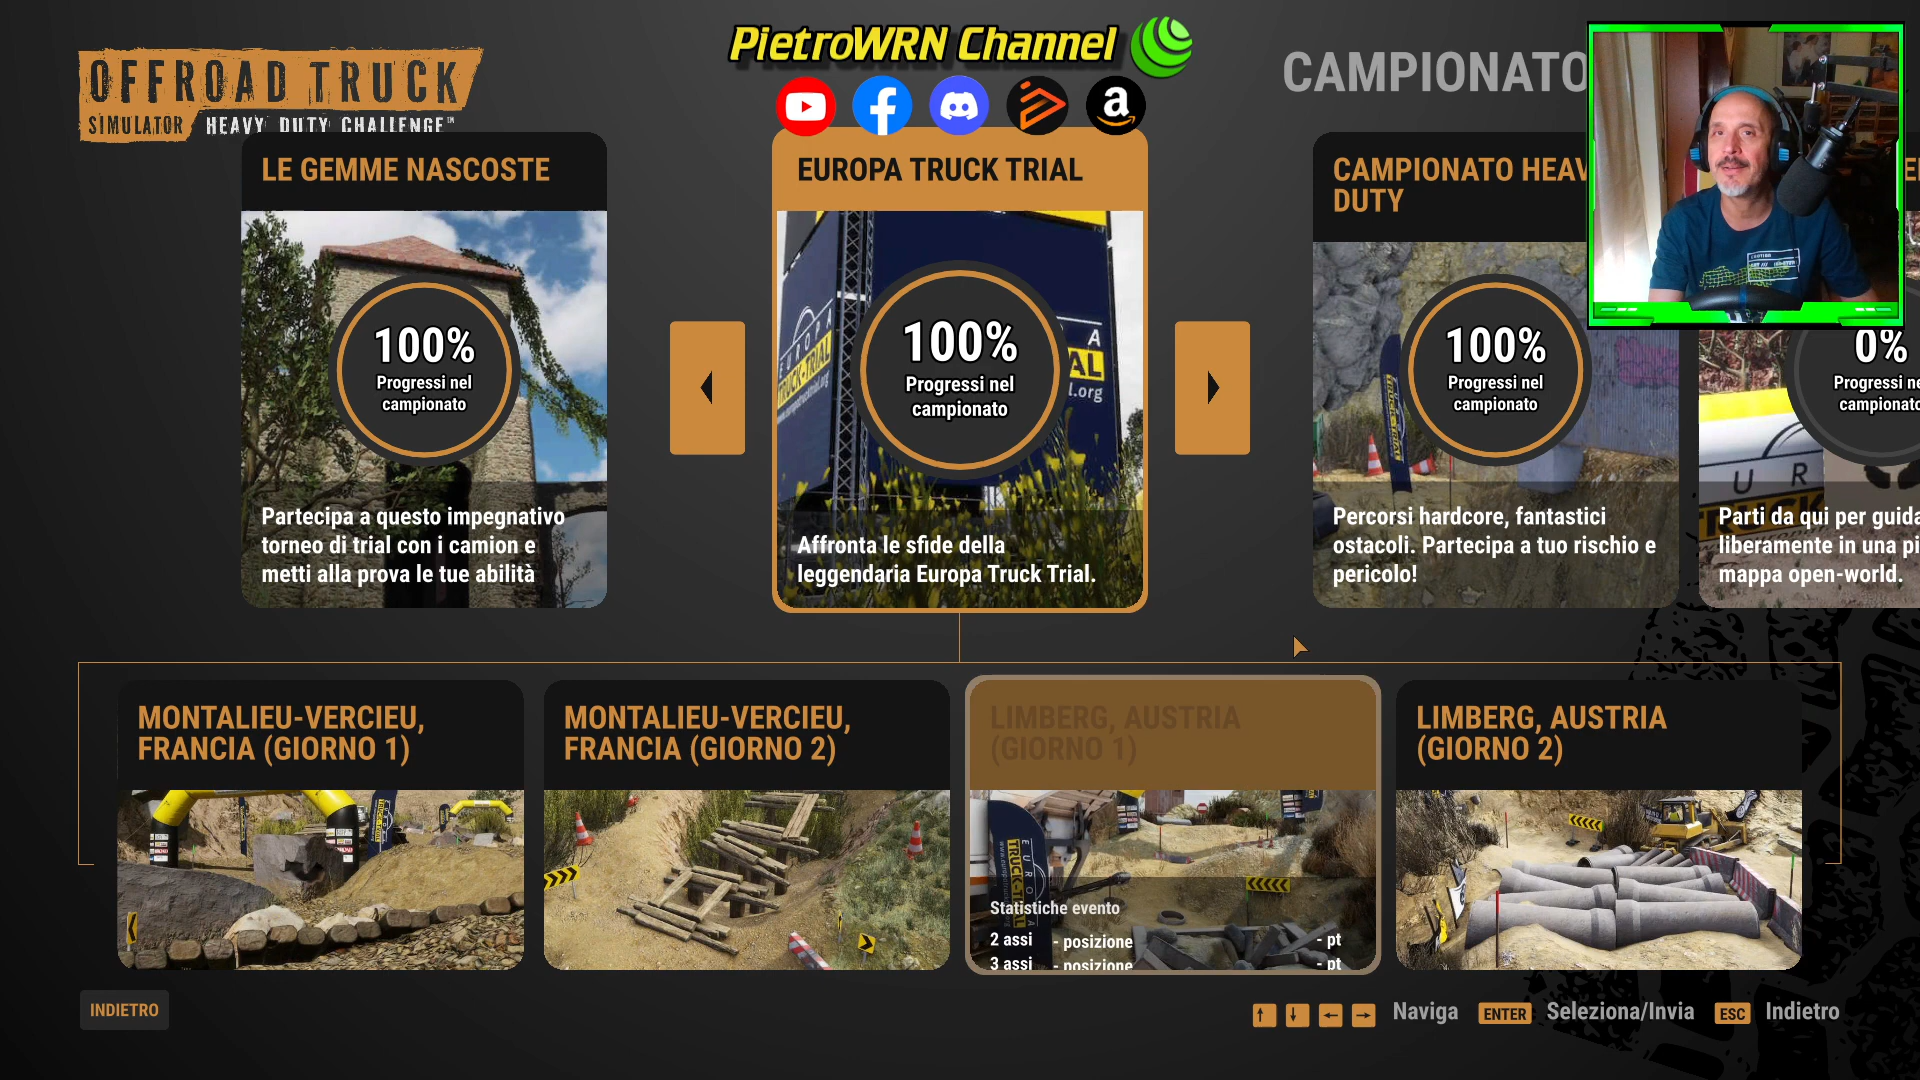 PietroWRN Channel
OFFROAD TRUCK
SIMULATOR HEAVY DUTY CHALLENGE™
CAMPIONATO
LE GEMME NASCOSTE
100%
Progressi nel
campionato
Partecipa a questo impegnativo
torneo di trial con i camion e
metti alla prova le tue abilità
EUROPA TRUCK TRIAL
100%
Progressi nel
campionato
Affronta le sfide della
leggendaria Europa Truck Trial.
CAMPIONATO HEAV
DUTY
100%
Progressi nel
campionato
Percorsi hardcore, fantastici
ostacoli. Partecipa a tuo rischio e
pericolo!
0%
Progressi ne
campionato
Parti da qui per guida
liberamente in una pi
mappa open-world.
MONTALIEU-VERCIEU,
FRANCIA (GIORNO 1)
MONTALIEU-VERCIEU,
FRANCIA (GIORNO 2)
LIMBERG, AUSTRIA
(GIORNO 1)
Statistiche evento
2 assi - posizione - pt
3 assi - posizione - pt
LIMBERG, AUSTRIA
(GIORNO 2)
INDIETRO
Naviga ENTER Seleziona/Invia ESC Indietro